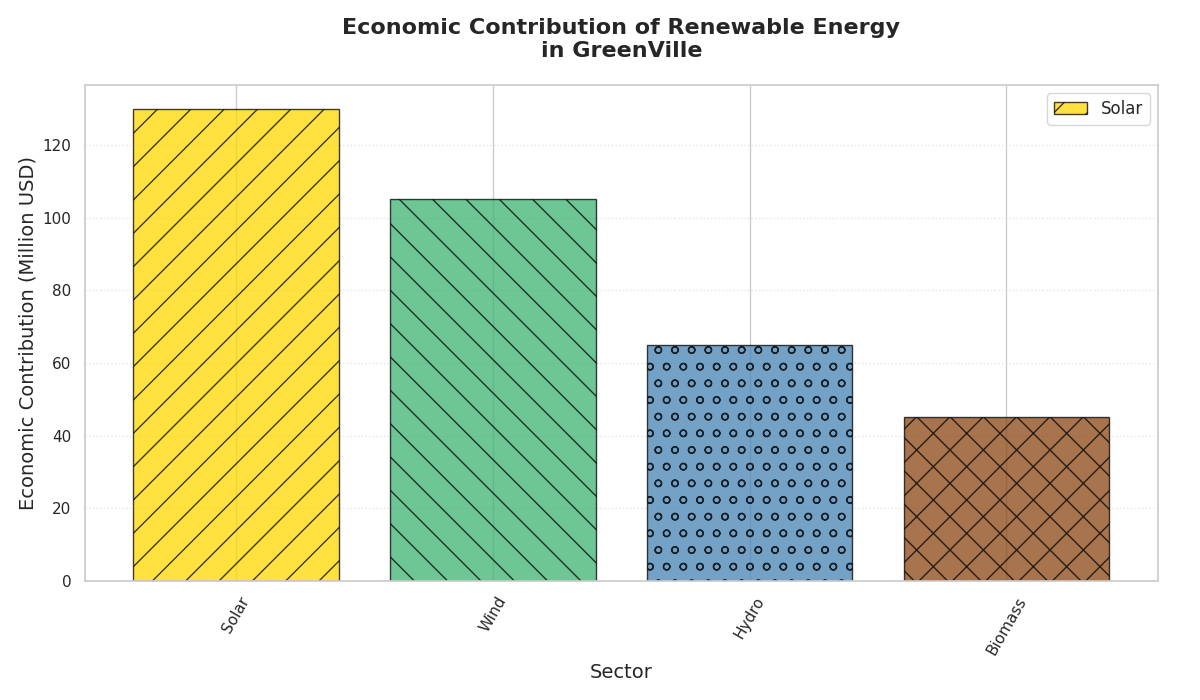 Economic Contribution of Renewable Energy
in GreenVille
Solar
Economic Contribution (Million USD)
120
100
80
60
40
20
0
Solar
Wind
Hydro
Biomass
Sector